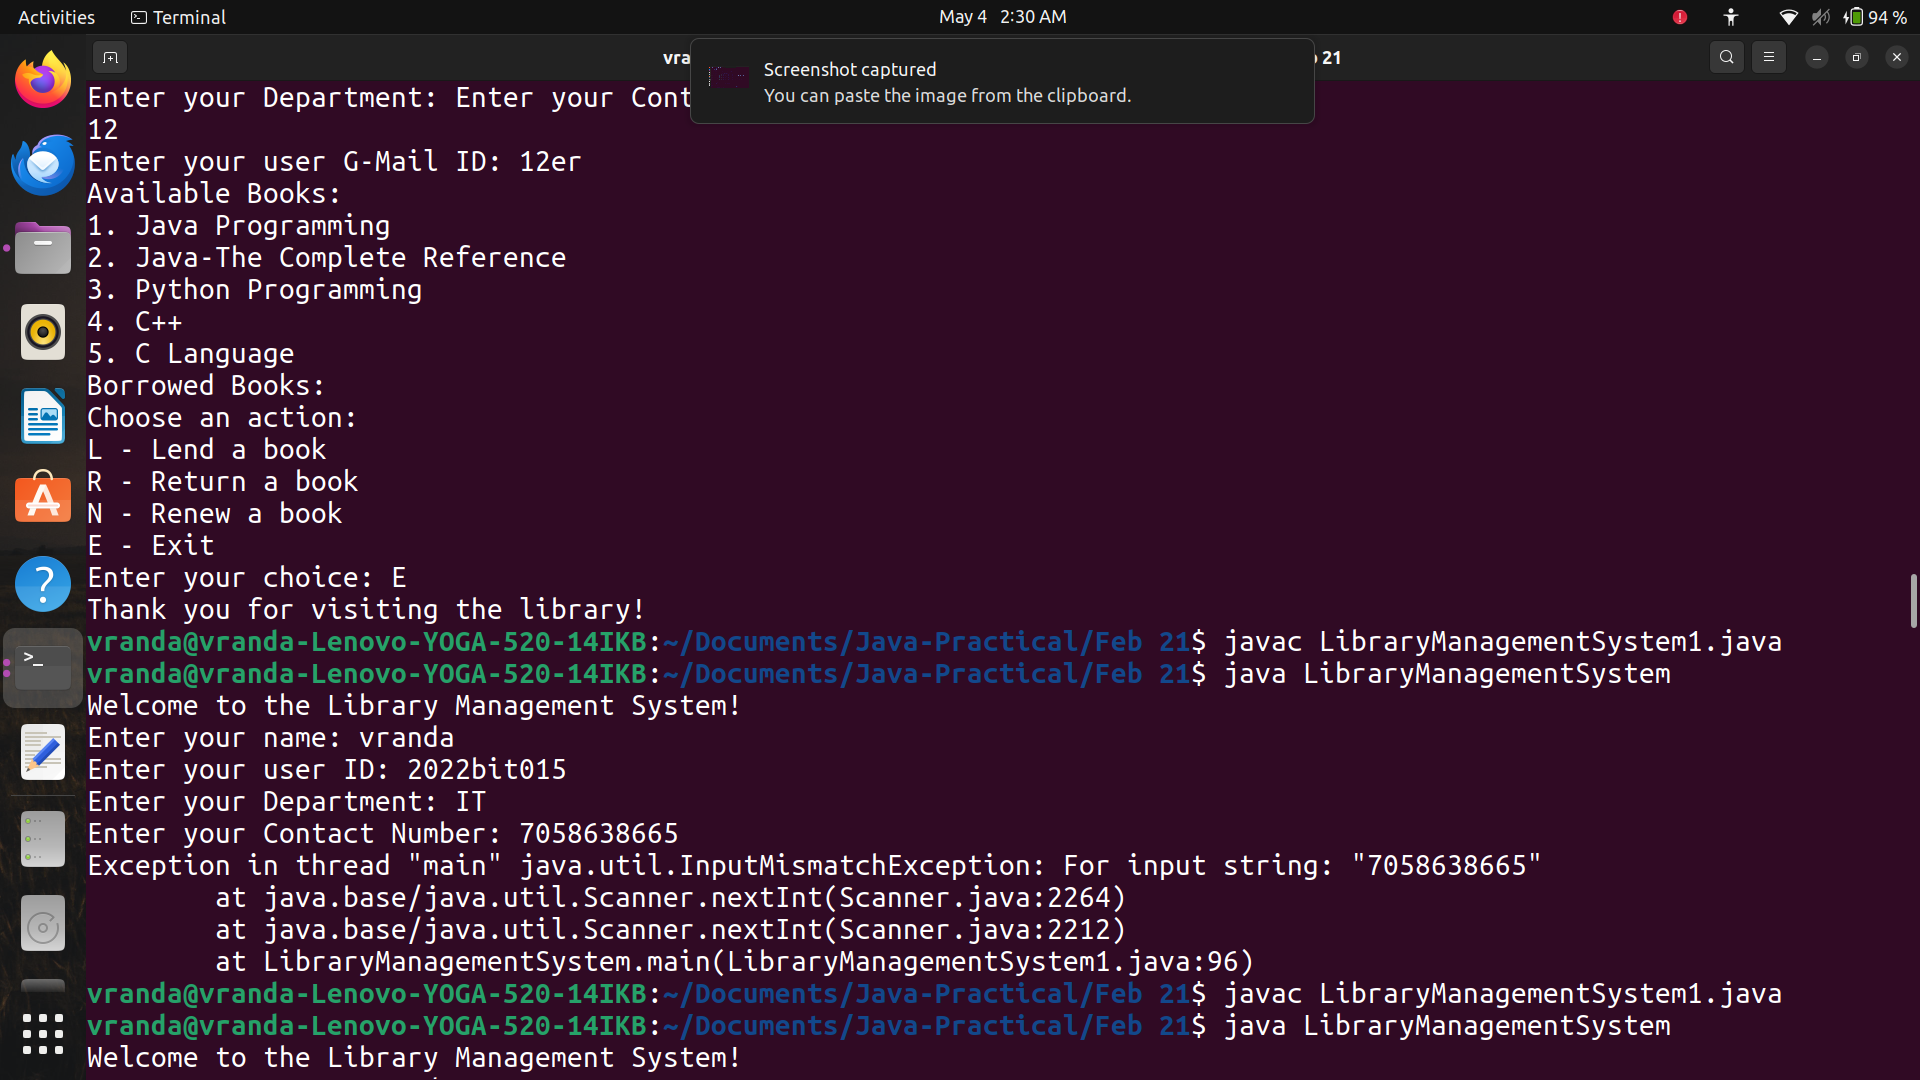 Activities
Terminal
May 4 2:30 AM
94 %
vra
21
Screenshot captured
You can paste the image from the clipboard.
Enter your Department: Enter your Cont
12
Enter your user G-Mail ID: 12er
Available Books:
1. Java Programming
2. Java-The Complete Reference
3. Python Programming
4. C++
5. C Language
Borrowed Books:
Choose an action:
L - Lend a book
R - Return a book
N - Renew a book
E - Exit
Enter your choice: E
Thank you for visiting the library!
vranda@vranda-Lenovo-YOGA-520-14IKB:~/Documents/Java-Practical/Feb 21$ javac LibraryManagementSystem1.java
vranda@vranda-Lenovo-YOGA-520-14IKB:~/Documents/Java-Practical/Feb 21$ java LibraryManagementSystem
Welcome to the Library Management System!
Enter your name: vranda
Enter your user ID: 2022bit015
Enter your Department: IT
Enter your Contact Number: 7058638665
Exception in thread "main" java.util.InputMismatchException: For input string: "7058638665"
at java.base/java.util.Scanner.nextInt(Scanner.java:2264)
at java.base/java.util.Scanner.nextInt(Scanner.java:2212)
at LibraryManagementSystem.main(LibraryManagementSystem1.java:96)
vranda@vranda-Lenovo-YOGA-520-14IKB:~/Documents/Java-Practical/Feb 21$ javac LibraryManagementSystem1.java
vranda@vranda-Lenovo-YOGA-520-14IKB:~/Documents/Java-Practical/Feb 21$ java LibraryManagementSystem
Welcome to the Library Management System!